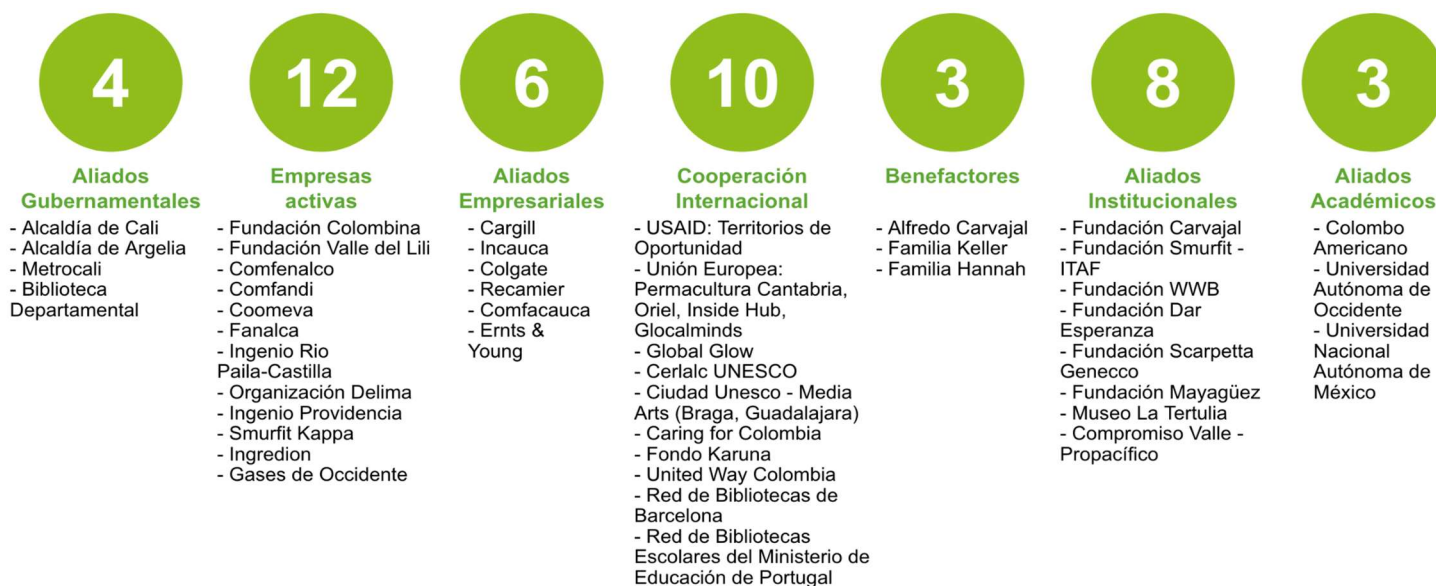 4
Aliados
Gubernamentales
- Alcaldía de Cali
- Alcaldía de Argelia
- Metrocali
- Biblioteca
Departamental
12
Empresas
activas
- Fundación Colombina
- Fundación Valle del Lili
- Comfenalco
- Comfandi
- Coomeva
- Fanalca
- Ingenio Rio
Paila-Castilla
- Organización Delima
- Ingenio Providencia
- Smurfit Kappa
- Ingredion
- Gases de Occidente
6
Aliados
Empresariales
- Cargill
- Incauca
- Colgate
- Recamier
- Comfacauca
- Ernts &
Young
10
Cooperación
Internacional
- USAID: Territorios de
Oportunidad
- Unión Europea:
Permacultura Cantabria,
Oriel, Inside Hub,
Glocalminds
- Global Glow
- Cerlalc UNESCO
- Ciudad Unesco - Media
Arts (Braga, Guadalajara)
- Caring for Colombia
- Fondo Karuna
- United Way Colombia
- Red de Bibliotecas de
Barcelona
- Red de Bibliotecas
Escolares del Ministerio de
Educación de Portugal
3
Benefactores
- Alfredo Carvajal
- Familia Keller
- Familia Hannah
8
Aliados
Institucionales
- Fundación Carvajal
- Fundación Smurfit -
ITAF
- Fundación WWB
- Fundación Dar
Esperanza
- Fundación Scarpetta
Genecco
- Fundación Mayagüez
- Museo La Tertulia
- Compromiso Valle -
Propacífico
3
Aliados
Académicos
- Colombo
Americano
- Universidad
Autónoma de
Occidente
- Universidad
Nacional
Autónoma de
México